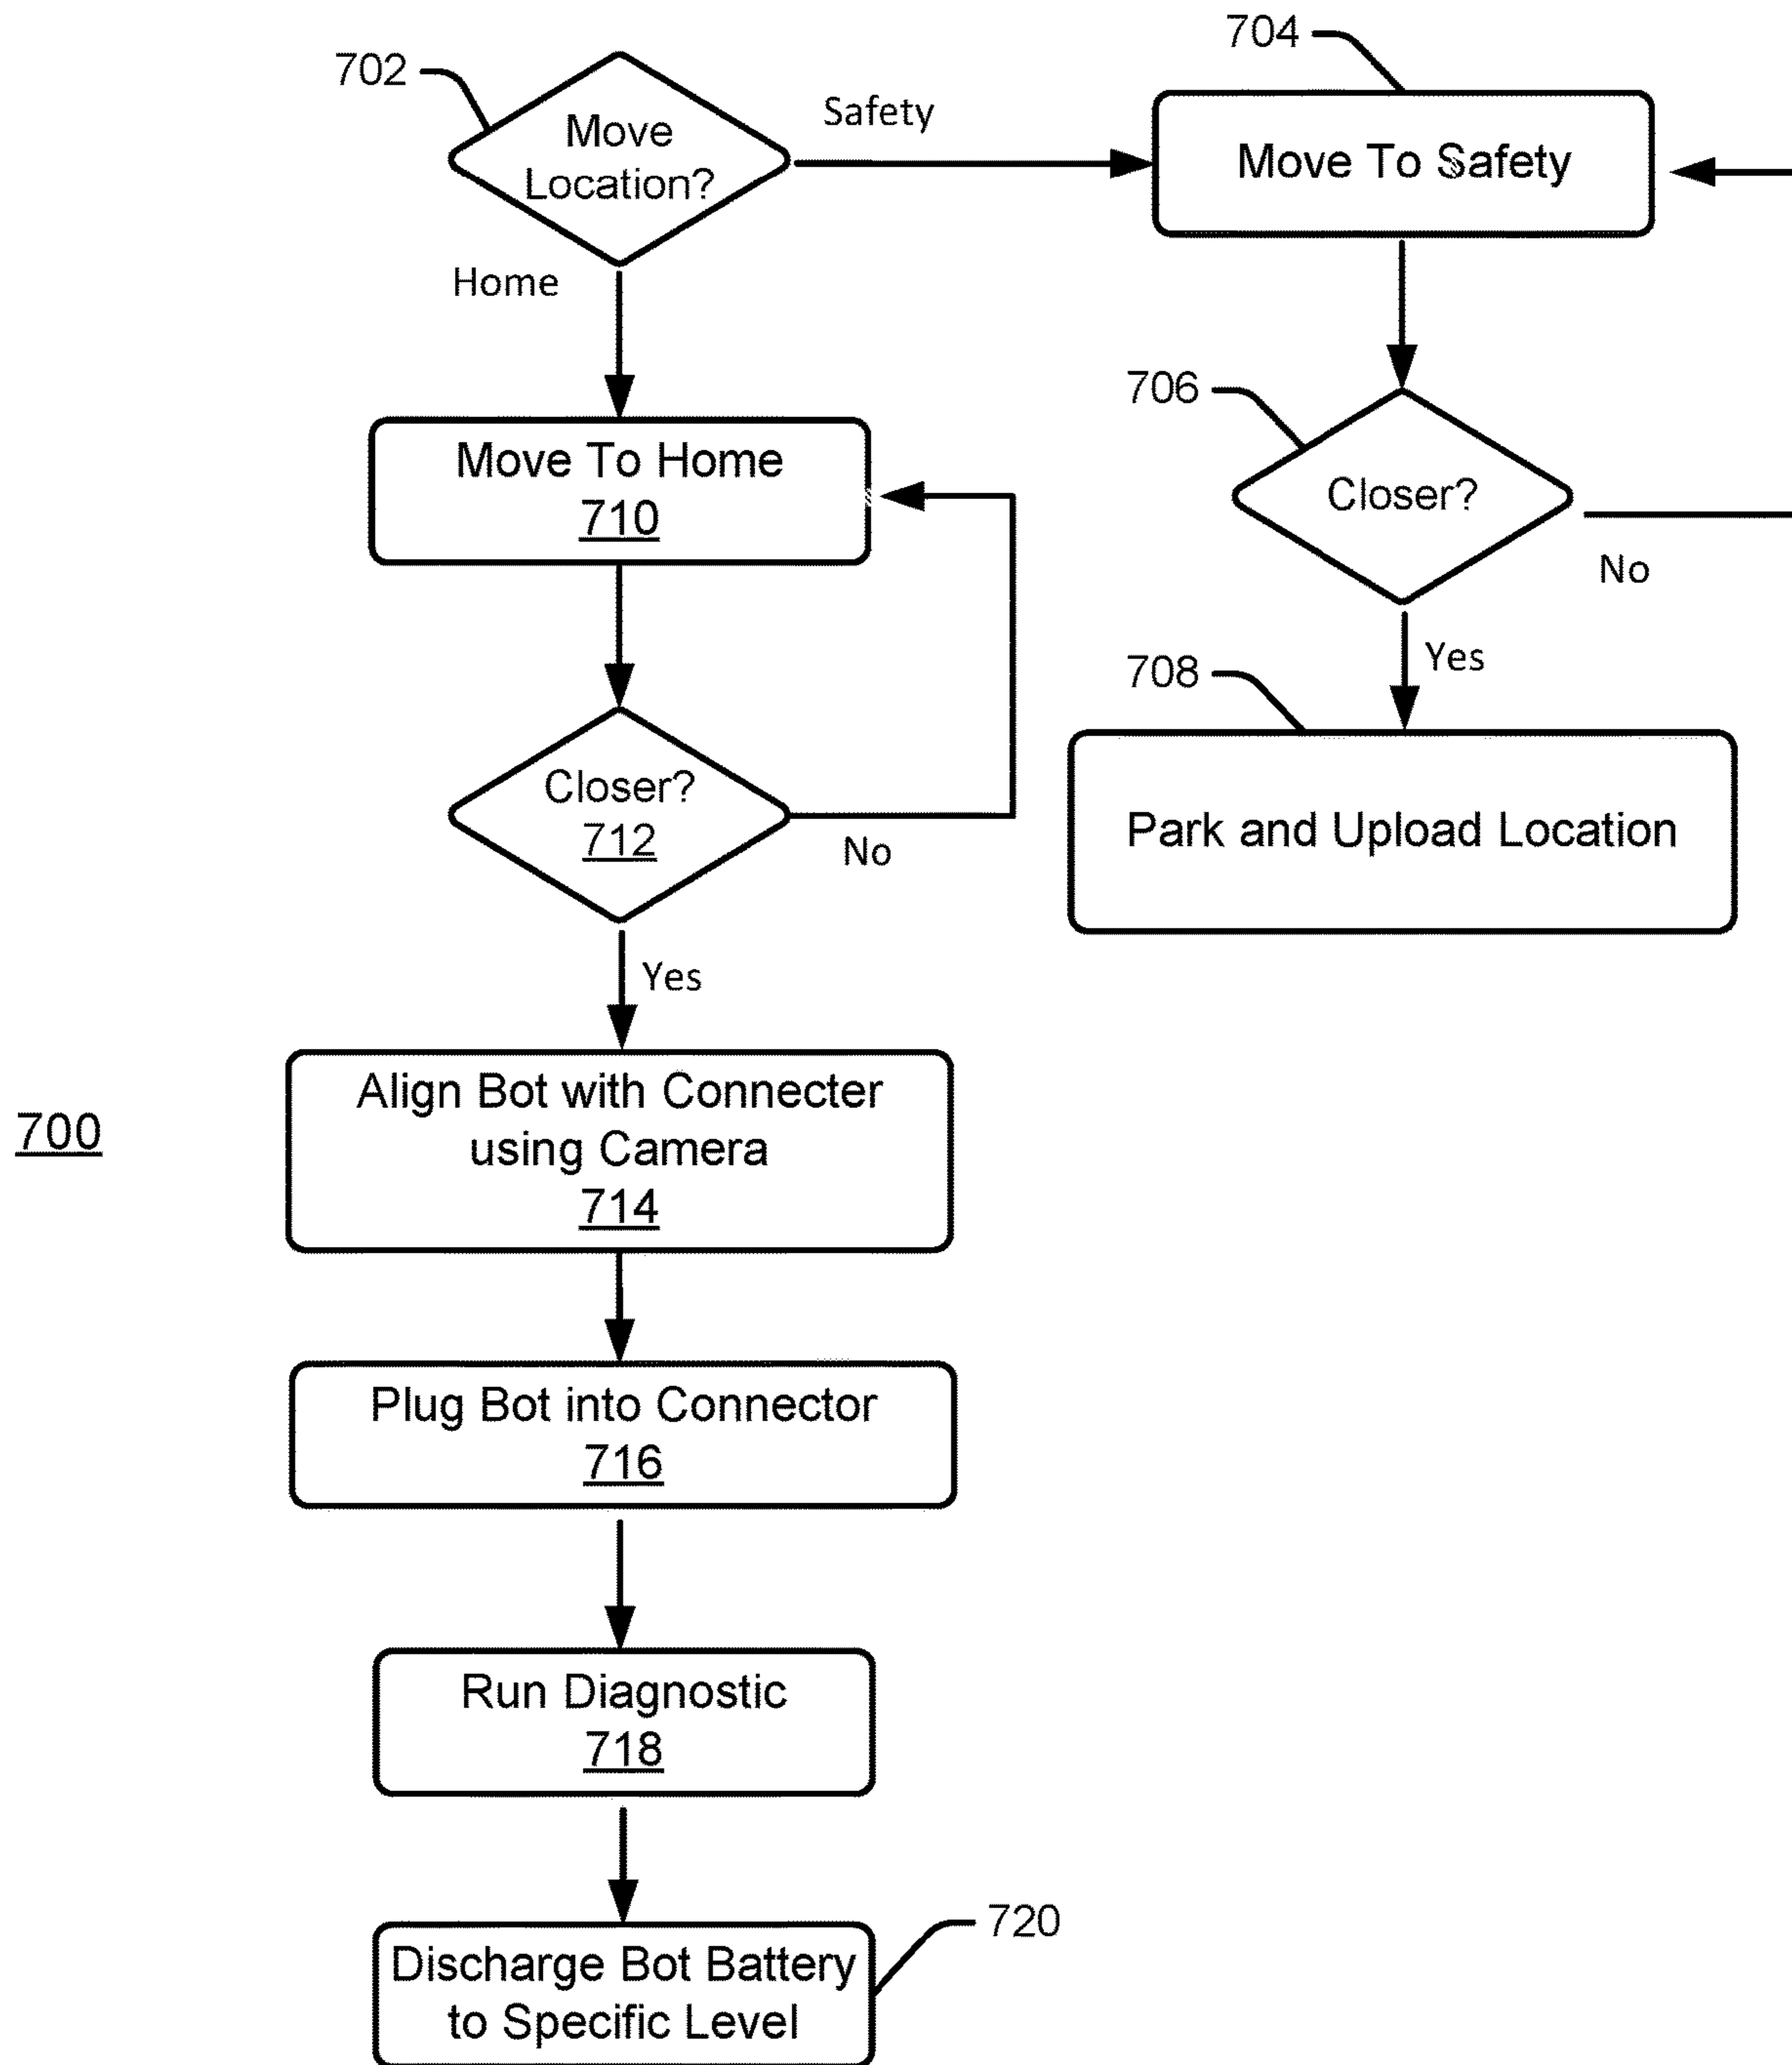 702
Move
Location?
Safety
704
Move To Safety
Home
Move To Home
710
706
Closer?
No
Yes
708
Park and Upload Location
Closer?
712
No
Yes
700
Align Bot with Connecter
using Camera
714
Plug Bot into Connector
716
Run Diagnostic
718
720
Discharge Bot Battery
to Specific Level